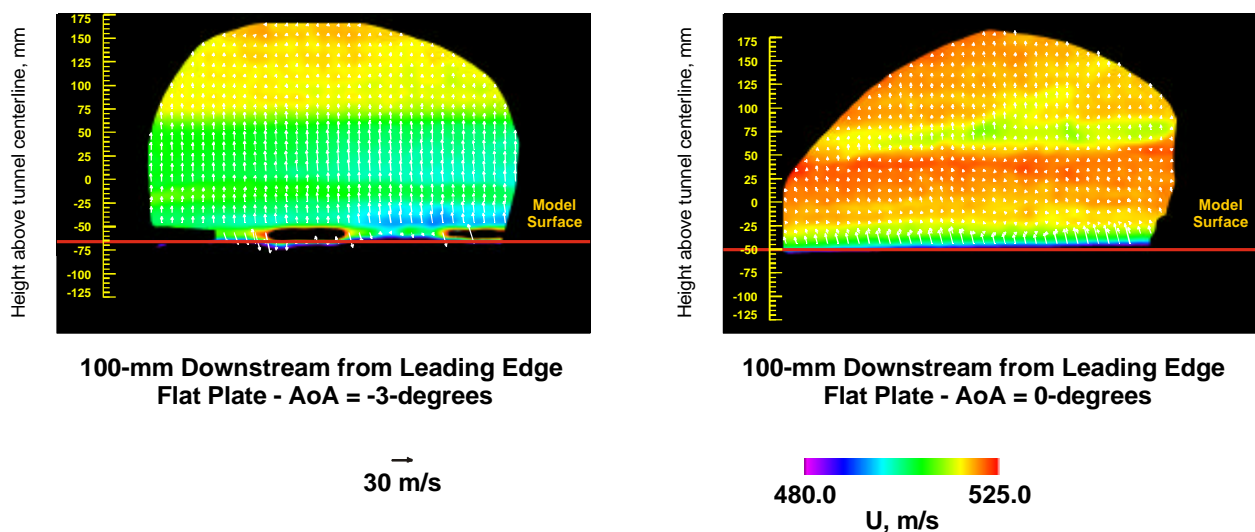 Height above tunnel centerline, mm
175
150
125
100
75
50
25
0
-25
-50
-75
-100
-125
Model
Surface
100-mm Downstream from Leading Edge
Flat Plate - AoA = -3-degrees
Height above tunnel centerline, mm
175
150
125
100
75
50
25
0
-25
-50
-75
-100
-125
Model
Surface
100-mm Downstream from Leading Edge
Flat Plate - AoA = 0-degrees
30 m/s
480.0 525.0
U, m/s